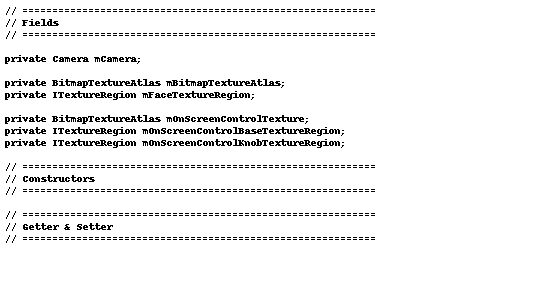 // ===========================================================
// Fields
// ===========================================================
private Camera mCamera;
private BitmapTextureAtlas mBitmapTextureAtlas;
private ITextureRegion mFaceTextureRegion;
private BitmapTextureAtlas mOnScreenControlTexture;
private ITextureRegion mOnScreenControlBaseTextureRegion;
private ITextureRegion mOnScreenControlKnobTextureRegion;
// ===========================================================
// Constructors
// ===========================================================
// ===========================================================
// Getter & Setter
// ===========================================================